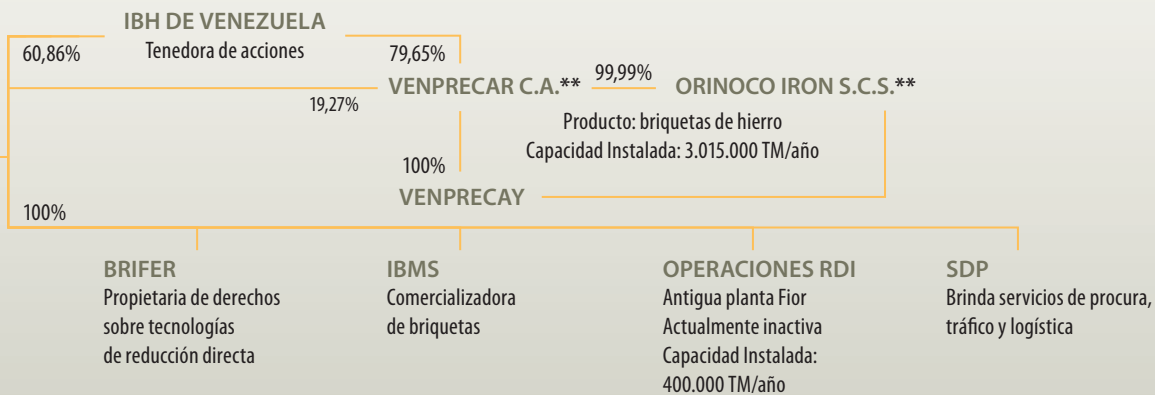 IBH DE VENEZUELA
Tenedora de acciones
60,86%
79,65%
19,27%
VENPRECAR C.A.**
99,99%
ORINOCO IRON S.C.S.**
Producto: briquetas de hierro
Capacidad Instalada: 3.015.000 TM/año
100%
VENPRECAY
100%
BRIFER
Propietaria de derechos
sobre tecnologías
de reducción directa
IBMS
Comercializadora
de briquetas
OPERACIONES RDI
Antigua planta Fior
Actualmente inactiva
Capacidad Instalada:
400.000 TM/año
SDP
Brinda servicios de procura,
tráfico y logística